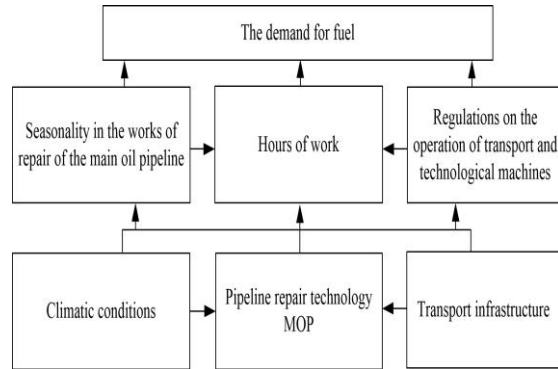 The demand for fuel
Seasonality in the works of
repair of the main oil pipeline
Hours of work
Regulations on the
operation of transport and
technological machines
Climatic conditions
Pipeline repair technology
MOP
Transport infrastructure